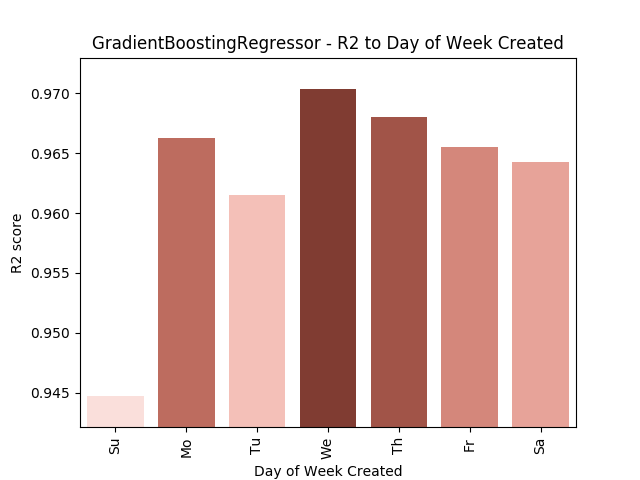 GradientBoostingRegressor - R2 to Day of Week Created
R2 score
0.970
0.965
0.960
0.955
0.950
0.945
Su
Mo
Tu
We
Th
Fr
Sa
Day of Week Created